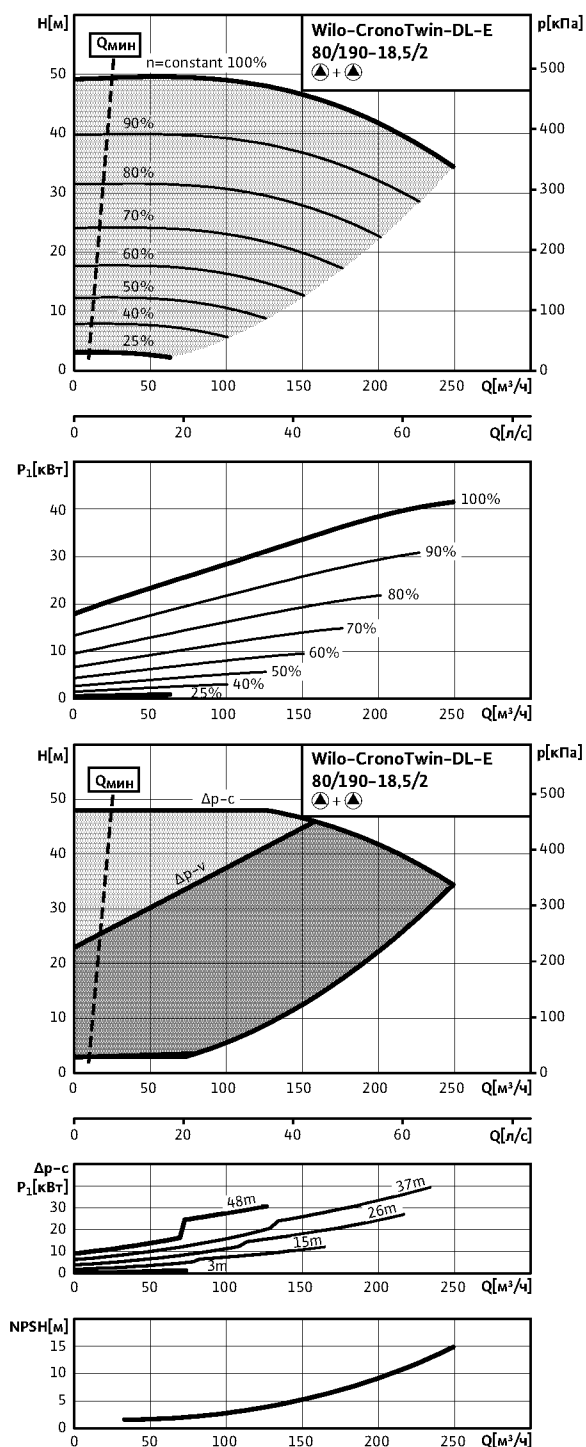 H[м]
p[кПа]
Wilo-CronoTwin-DL-E
80/190-18,5/2
+
Qмин
n=constant 100%
90%
80%
70%
60%
50%
40%
25%
50
40
30
20
10
0
500
400
300
200
100
0
0 50 100 150 200 250
Q[м³/ч]
0 20 40 60 Q[л/с]
P₁[кВт]
40
30
20
10
0
100%
90%
80%
70%
60%
50%
40%
25%
0 50 100 150 200 250 Q[м³/ч]
H[м]
p[кПа]
Wilo-CronoTwin-DL-E
80/190-18,5/2
+
Qмин
Δp-c
Δp-v
50
40
30
20
10
0
500
400
300
200
100
0
0 50 100 150 200 250
Q[м³/ч]
0 20 40 60 Q[л/с]
Δp-c
P₁[кВт]
30
20
10
0
48m
37m
26m
15m
3m
0 50 100 150 200 250 Q[м³/ч]
NPSH[м]
15
10
5
0
0 50 100 150 200 250 Q[м³/ч]